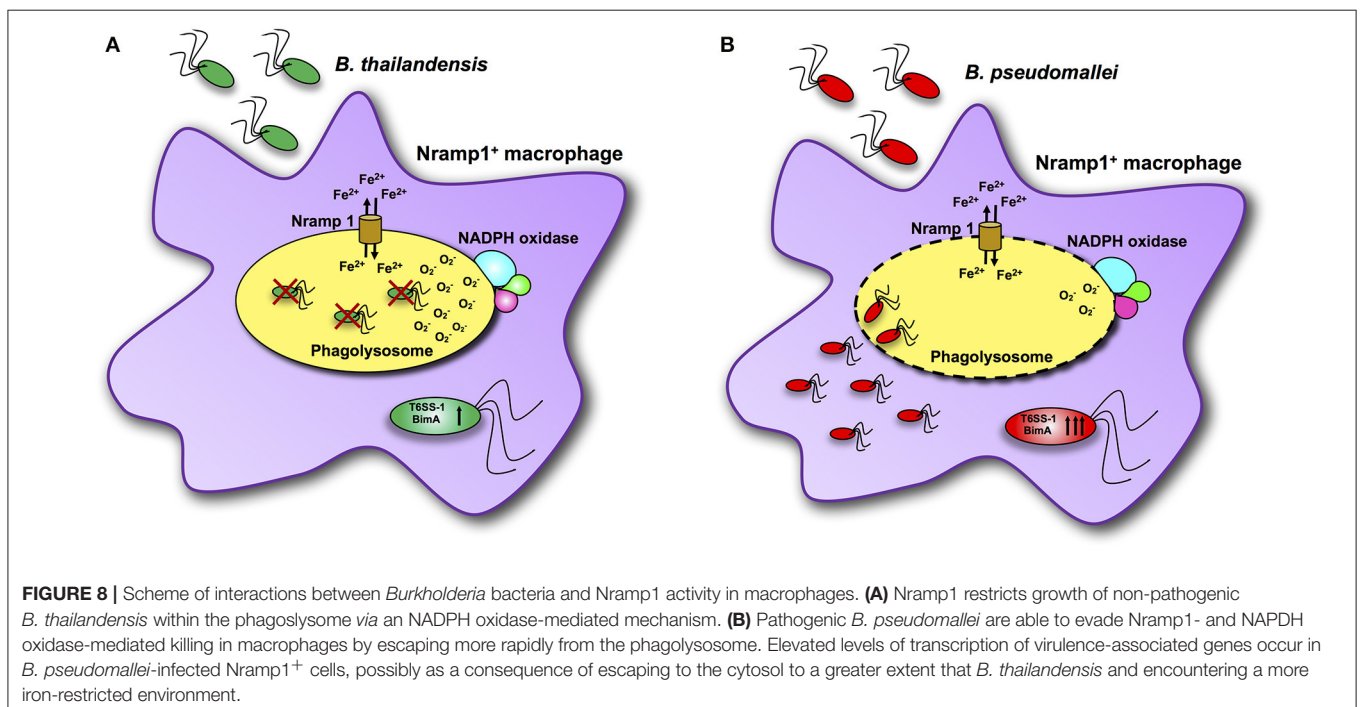 A
B. thailandensis
Nramp1⁺ macrophage
Fe²⁺
Fe²⁺ Fe²⁺
Nramp 1
NADPH oxidase
Fe²⁺ Fe²⁺
O₂⁻
O₂⁻
O₂⁻
O₂⁻
O₂⁻
O₂⁻
O₂⁻
O₂⁻
O₂⁻
O₂⁻
O₂⁻
O₂⁻
Phagolysosome
T6SS-1
BimA
B
B. pseudomallei
Nramp1⁺ macrophage
Fe²⁺
Fe²⁺ Fe²⁺
Nramp 1
NADPH oxidase
Fe²⁺ Fe²⁺
O₂⁻
O₂⁻
O₂⁻
Phagolysosome
T6SS-1
BimA
FIGURE 8 | Scheme of interactions between Burkholderia bacteria and Nramp1 activity in macrophages. (A) Nramp1 restricts growth of non-pathogenic
B. thailandensis within the phagoslysome via an NADPH oxidase-mediated mechanism. (B) Pathogenic B. pseudomallei are able to evade Nramp1- and NAPDH
oxidase-mediated killing in macrophages by escaping more rapidly from the phagolysosome. Elevated levels of transcription of virulence-associated genes occur in
B. pseudomallei-infected Nramp1⁺ cells, possibly as a consequence of escaping to the cytosol to a greater extent that B. thailandensis and encountering a more
iron-restricted environment.